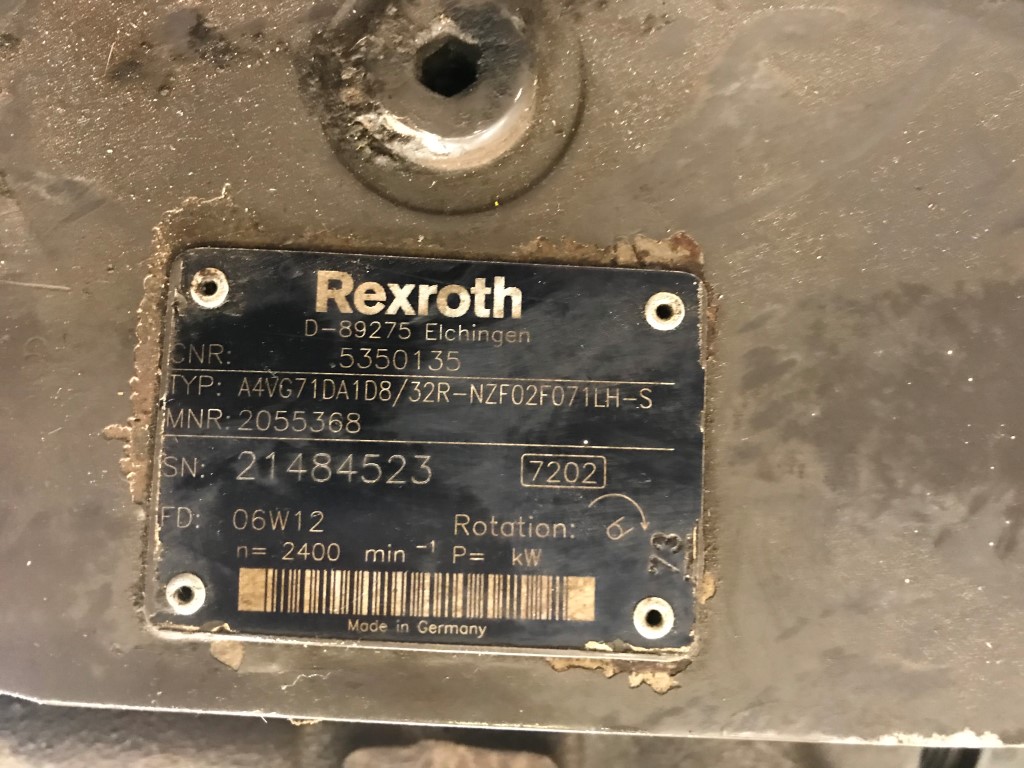 Rexroth
D-89275 Elchingen
CNR: .5350135
TYP: A4VG71DA1D8/32R-NZF02F071LH-S
MNR: 2055368
SN: 21484523 7202
FD: 06W12 Rotation:
n= 2400 min⁻¹ P= kW
73
Made in Germany